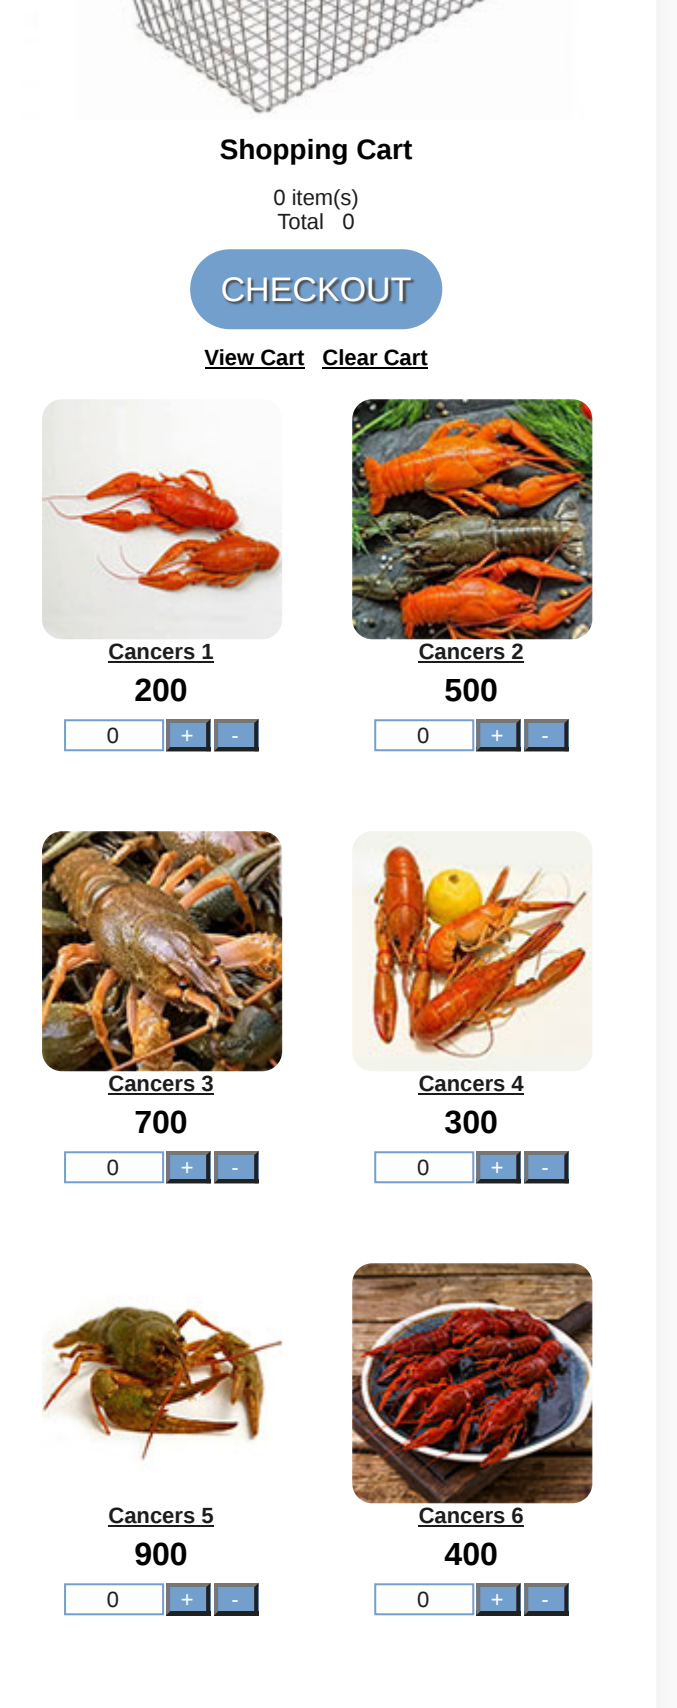 Shopping Cart
0 item(s)
Total 0
CHECKOUT
View Cart Clear Cart
Cancers 1
200
0 + -
Cancers 2
500
0 + -
Cancers 3
700
0 + -
Cancers 4
300
0 + -
Cancers 5
900
0 + -
Cancers 6
400
0 + -